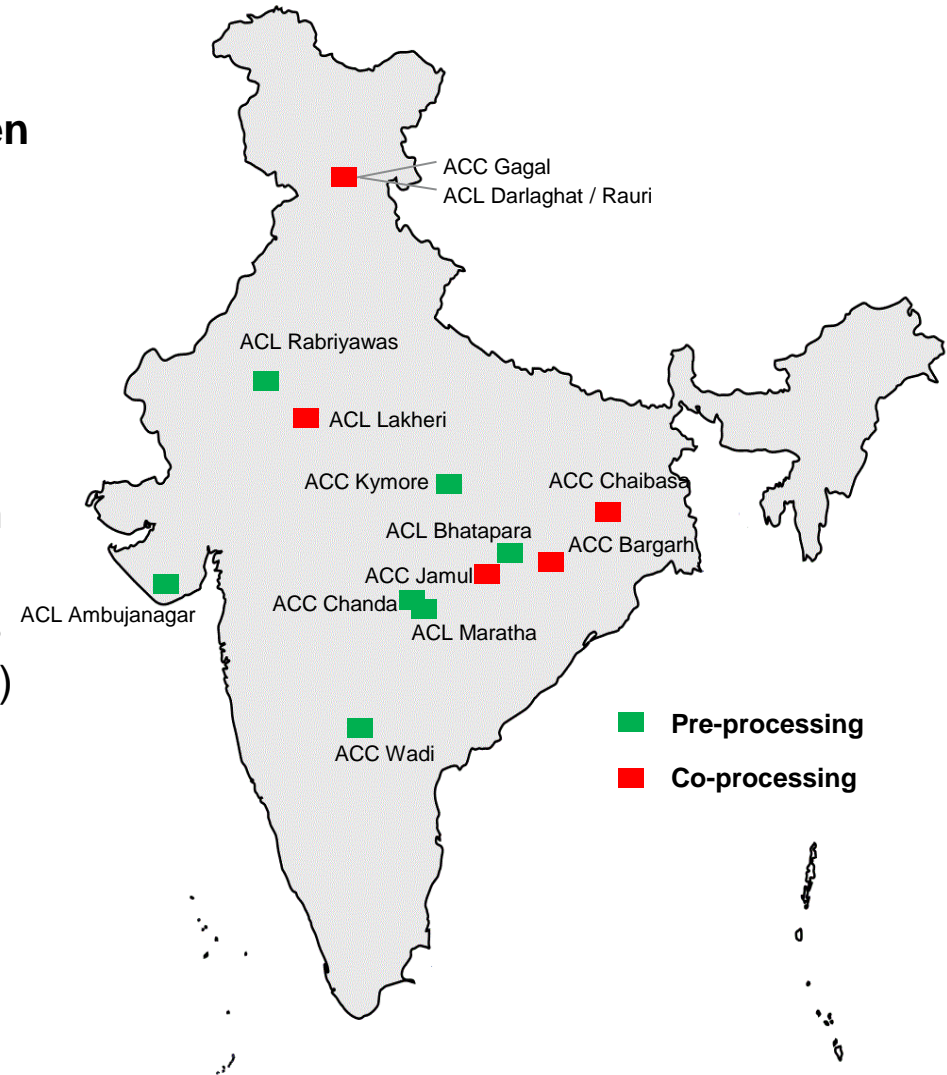 en
ACC Gagal
ACL Darlaghat / Rauri
ACL Rabriyawas
ACL Lakheri
ACC Kymore
ACC Chaibasa
ACL Bhatapara
ACC Bargarh
ACC Jamul
ACC Chanda
ACL Ambujanagar
ACL Maratha
)
Pre-processing
ACC Wadi
Co-processing